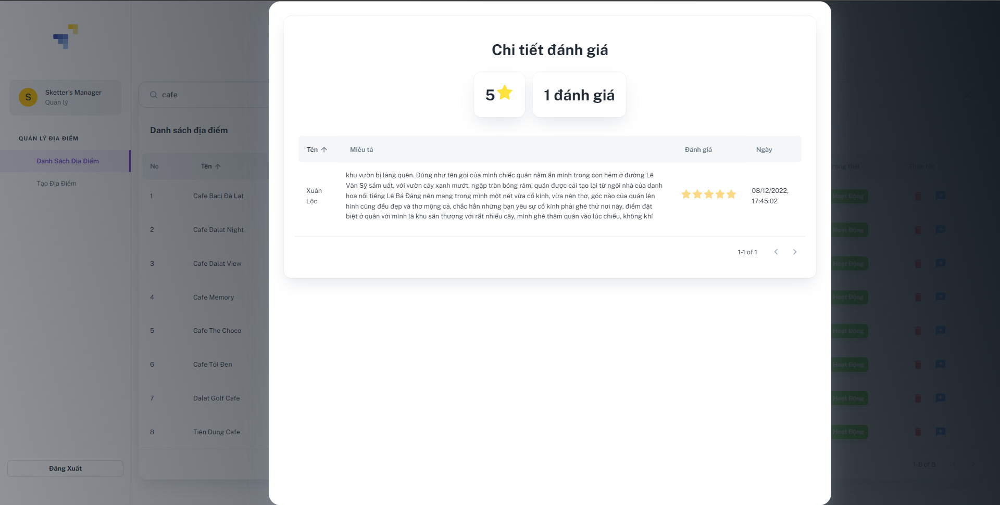 S
Sketter's Manager
Quản lý
QUẢN LÝ ĐỊA ĐIỂM
Danh Sách Địa Điểm
Tạo Địa Điểm
Đăng Xuất
cafe
Danh sách địa điểm
No
Tên
1
Cafe Baci Đà Lạt
2
Cafe Dalat Night
3
Cafe Dalat View
4
Cafe Memory
5
Cafe The Choco
6
Cafe Tỏi Đen
7
Dalat Golf Cafe
8
Tiên Dung Cafe
Chi tiết đánh giá
5
1 đánh giá
Tên
Miêu tả
Đánh giá
Ngày
Xuân
Lộc
khu vườn bị lãng quên. Đúng như tên gọi của mình chiếc quán nằm ẩn mình trong con hẻm ở đường Lê
Văn Sỹ sầm uất, với vườn cây xanh mướt, ngập tràn bóng râm, quán được cải tạo lại từ ngôi nhà của danh
hoạ nổi tiếng Lê Bá Đảng nên mang trong mình một nét vừa cổ kính, vừa nên thơ, góc nào của quán lên
hình cũng đều đẹp và thơ mộng cả, chắc hẳn những bạn yêu sự cổ kính phải ghé thử nơi này, điểm đặt
biệt ở quán với mình là khu sân thượng với rất nhiều cây, mình ghé thăm quán vào lúc chiều, không khí
08/12/2022,
17:45:02
1-1 of 1
rạng thái
Thao tác
Hoạt Động
Hoạt Động
Hoạt Động
Hoạt Động
Hoạt Động
Hoạt Động
Hoạt Động
Hoạt Động
1-8 of 8